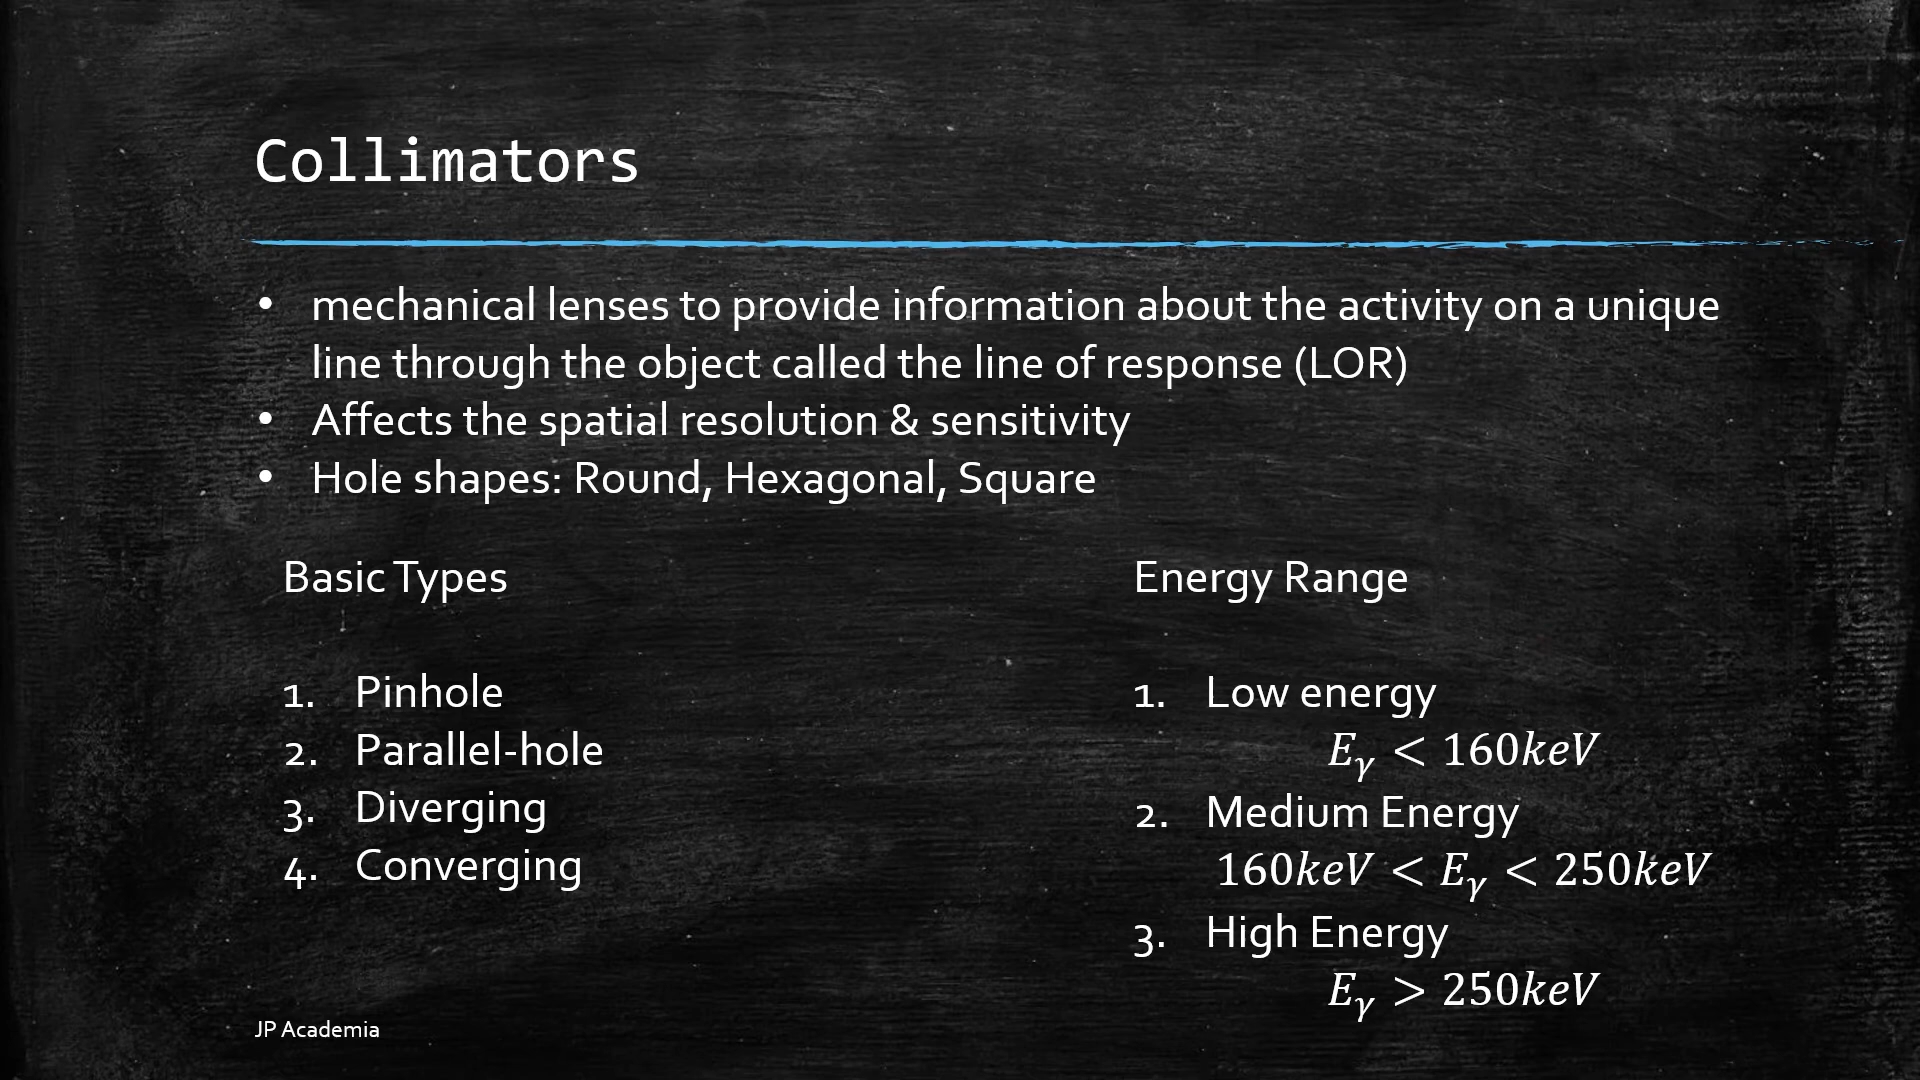 Collimators
• mechanical lenses to provide information about the activity on a unique
line through the object called the line of response (LOR)
• Affects the spatial resolution & sensitivity
• Hole shapes: Round, Hexagonal, Square
Basic Types
1. Pinhole
2. Parallel-hole
3. Diverging
4. Converging
Energy Range
1. Low energy
E_γ < 160keV
2. Medium Energy
160keV < E_γ < 250keV
3. High Energy
E_γ > 250keV
JP Academia